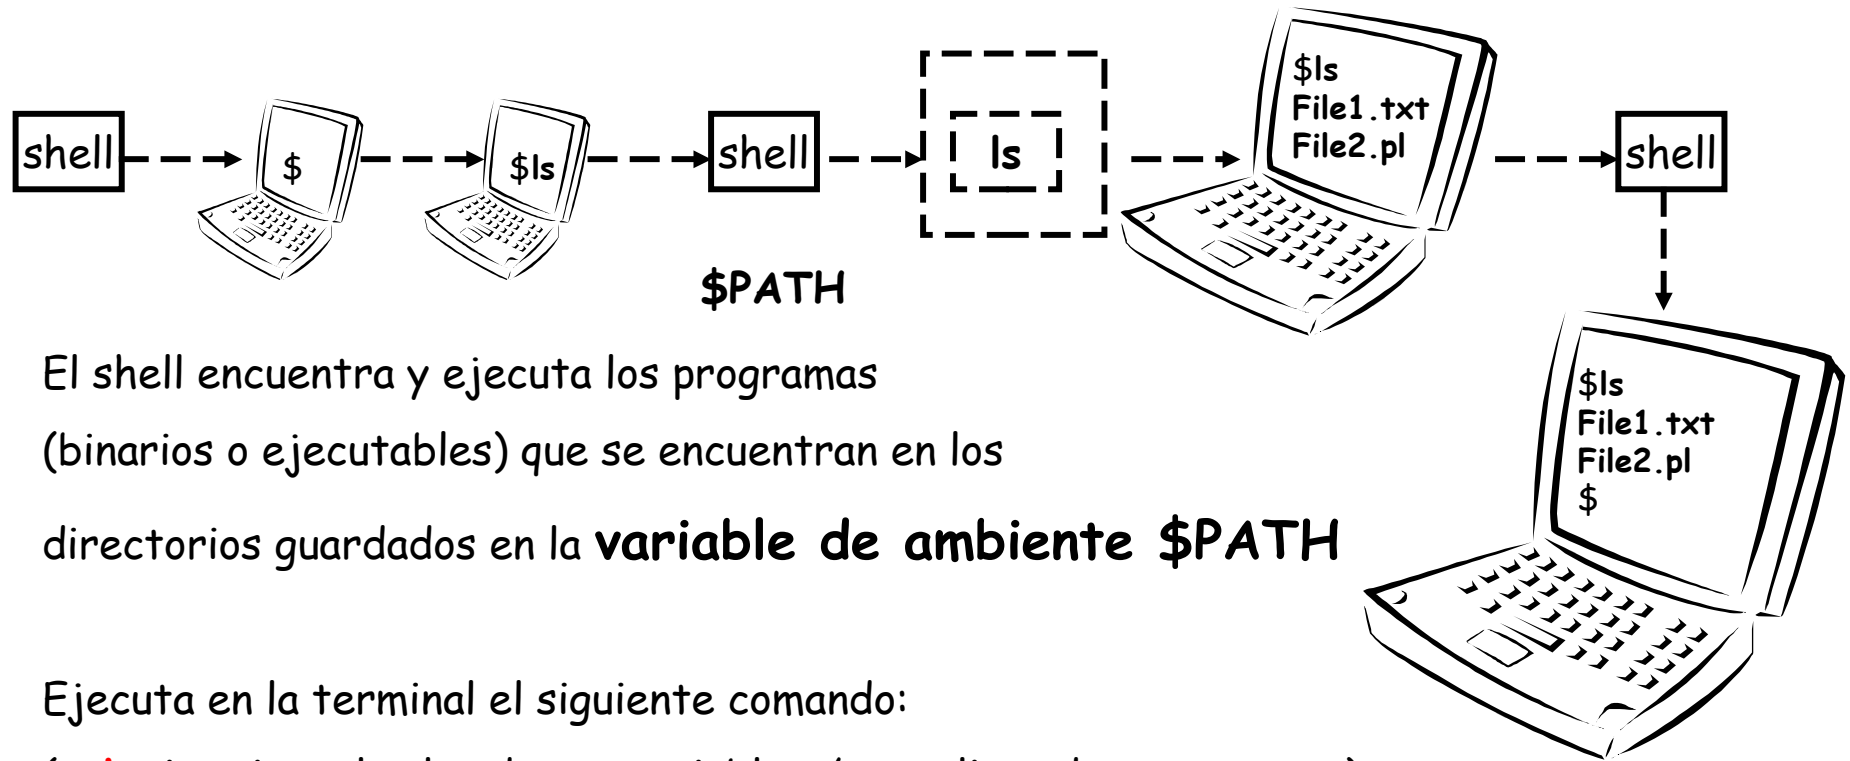 shell
$
$ls
shell
ls
$ls
File1.txt
File2.pl
shell
$PATH
$ls
File1.txt
File2.pl
$
El shell encuentra y ejecuta los programas
(binarios o ejecutables) que se encuentran en los
directorios guardados en la variable de ambiente $PATH
Ejecuta en la terminal el siguiente comando: